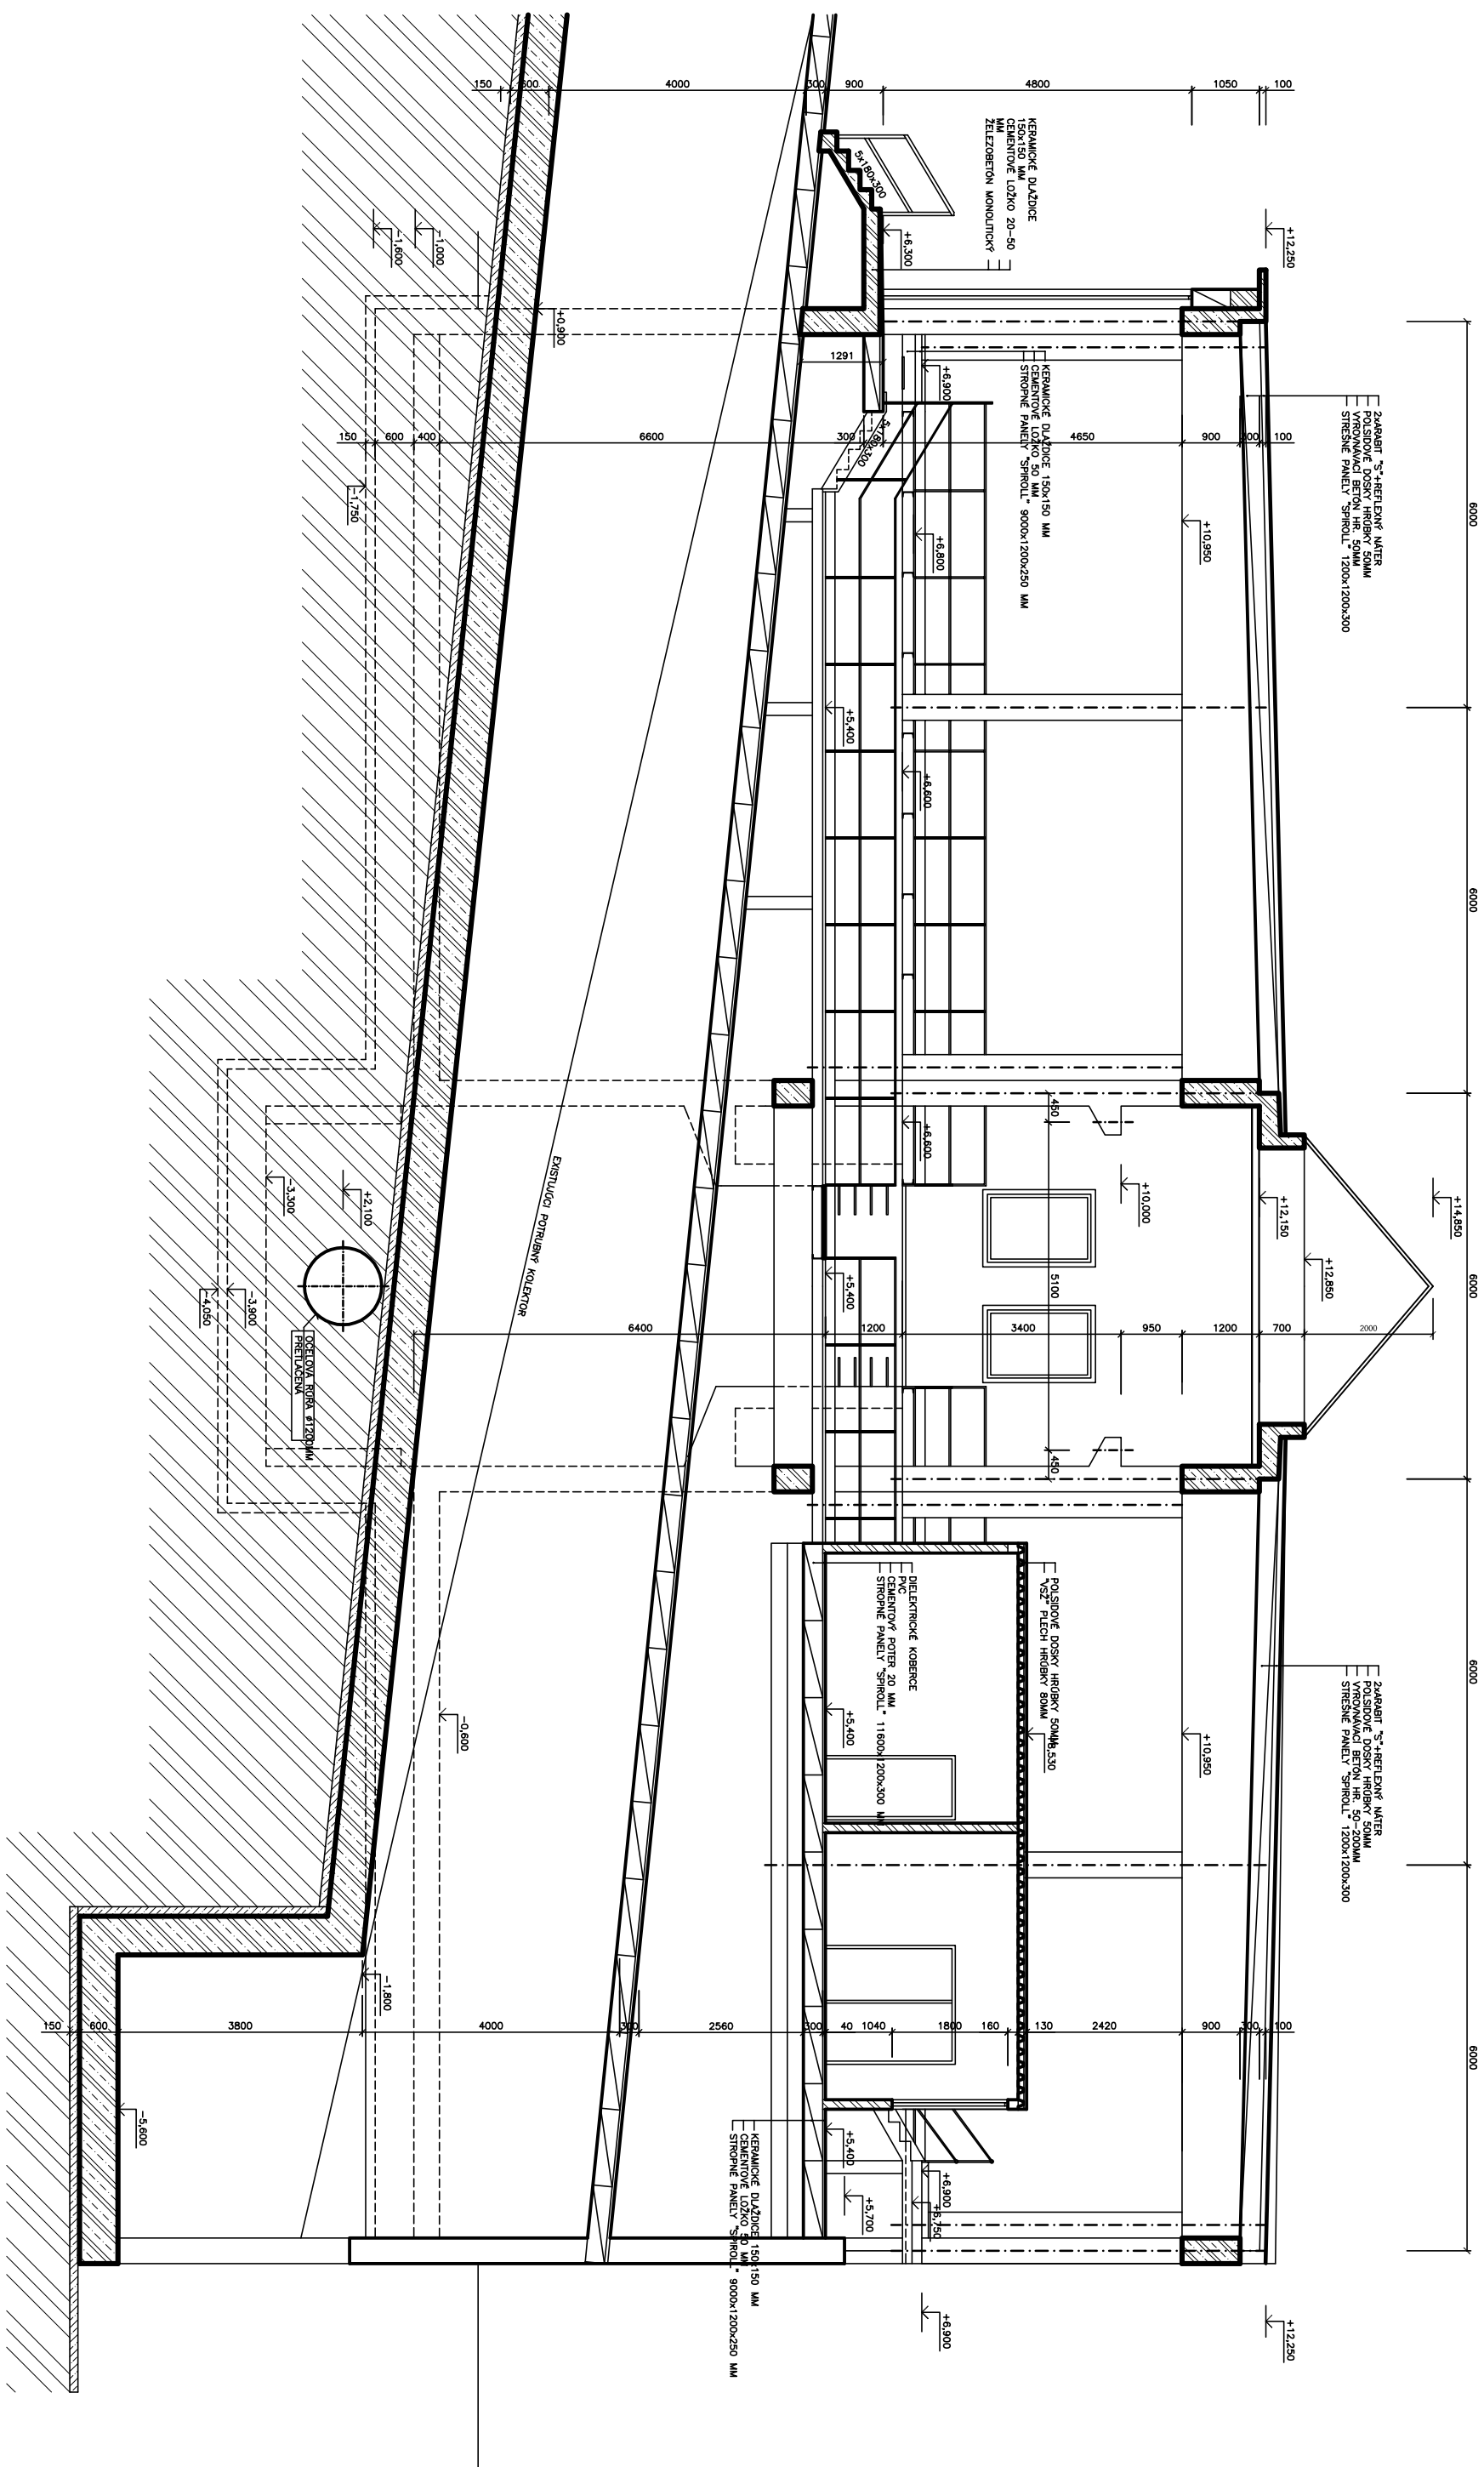 6000
6000
6000
6000
6000
+14,850
+12,850
+12,150
+12,250
+12,250
2000
700
1200
950
3400
1200
6400
2xARABIT "S"+REFLEXNÝ NÁTER
POLSIDOVÉ DOSKY HRÚBKY 50MM
VYROVNÁVACÍ BETÓN HR. 50MM
STREŠNÉ PANELY "SPIROLL" 1200x1200x300
2xARABIT "S"+REFLEXNÝ NÁTER
POLSIDOVÉ DOSKY HRÚBKY 50MM
VYROVNÁVACÍ BETÓN HR. 50-200MM
STREŠNÉ PANELY "SPIROLL" 1200x1200x300
100
1050
4800
900
300
4000
600
150
100
300
900
4650
300
6600
400
600
150
1291
100
300
900
2420
130
160
1800
1040
40
300
2560
300
4000
3800
600
150
+10,950
+10,000
+10,950
450
5100
450
KERAMICKÉ DLAŽDICE
150x150 MM
CEMENTOVÉ LOŽKO 20-50
MM
ŽELEZOBETÓN MONOLITICKÝ
5x180x300
+6,300
KERAMICKÉ DLAŽDICE 150x150 MM
CEMENTOVÉ LOŽKO 50 MM
STROPNÉ PANELY "SPIROLL" 9000x1200x250 MM
5x180x300
+6,900
+6,800
+6,600
+6,600
+5,400
+5,400
POLSIDOVÉ DOSKY HRÚBKY 50MM
"VSŽ" PLECH HRÚBKY 80MM
+8,530
DIELEKTRICKÉ KOBERCE
PVC
CEMENTOVÝ POTER 20 MM
STROPNÉ PANELY "SPIROLL" 11600x1200x300 MM
+5,400
+5,400
+5,700
+6,900
+6,750
+6,900
KERAMICKÉ DLAŽDICE 150x150 MM
CEMENTOVÉ LOŽKO 50 MM
STROPNÉ PANELY "SPIROLL" 9000x1200x250 MM
EXISTUJÚCI POTRUBNÝ KOLEKTOR
+0,900
-1,000
-1,600
-1,750
+2,100
-3,300
-3,900
-4,050
OCEĽOVÁ RÚRA ø1200MM
PRETLÁČENÁ
-0,600
-1,800
-5,600